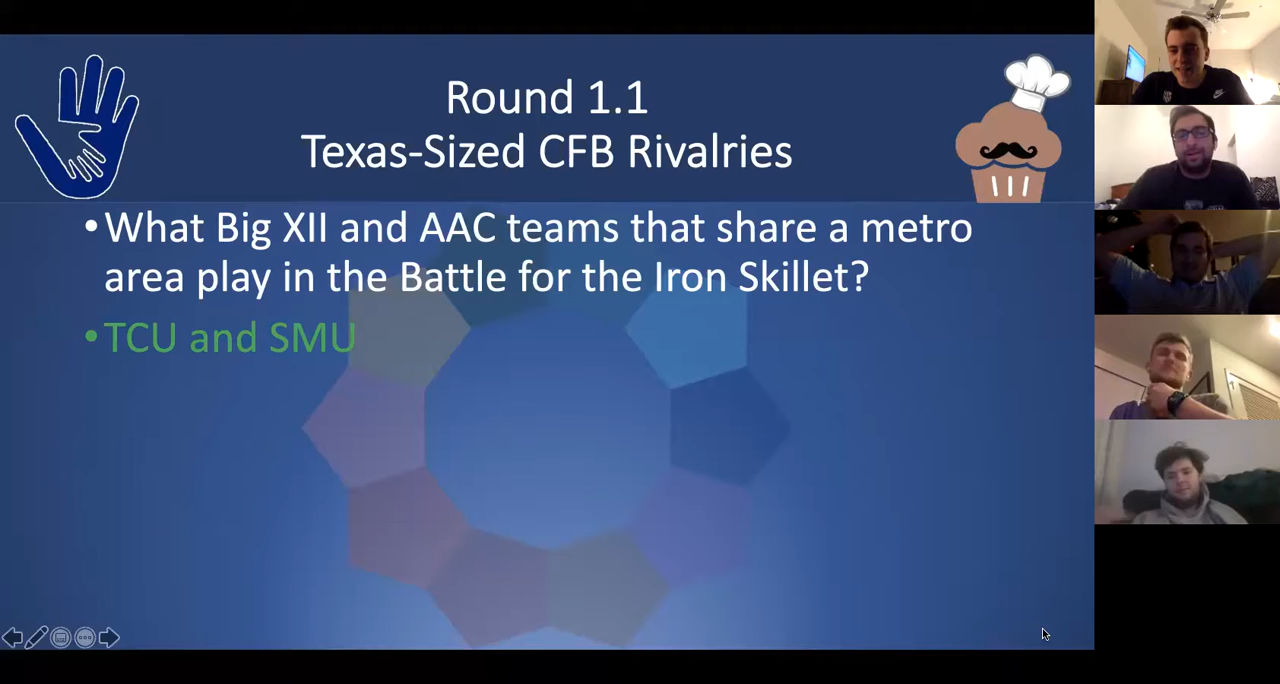 Round 1.1
Texas-Sized CFB Rivalries
•What Big XII and AAC teams that share a metro
area play in the Battle for the Iron Skillet?
•TCU and SMU